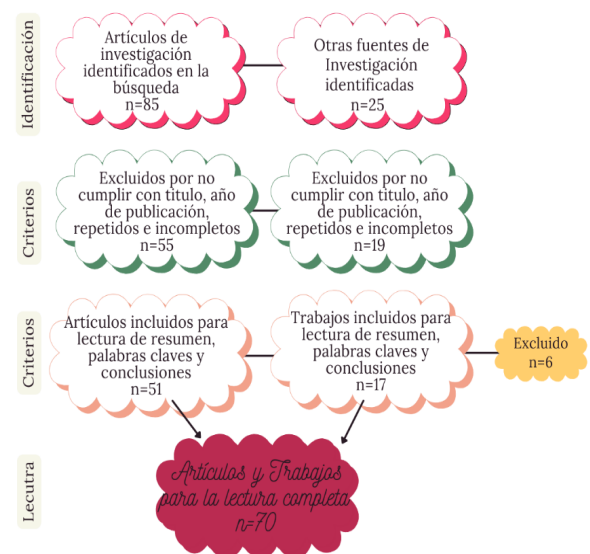 Identificación
Artículos de
investigación
identificados en la
búsqueda
n=85
Otras fuentes de
Investigación
identificadas
n=25
Criterios
Excluidos por no
cumplir con titulo, año
de publicación,
repetidos e incompletos
n=55
Excluidos por no
cumplir con titulo, año
de publicación,
repetidos e incompletos
n=19
Criterios
Artículos incluidos para
lectura de resumen,
palabras claves y
conclusiones
n=51
Trabajos incluidos para
lectura de resumen,
palabras claves y
conclusiones
n=17
Excluido
n=6
Lecutra
Artículos y Trabajos
para la lectura completa
n=70